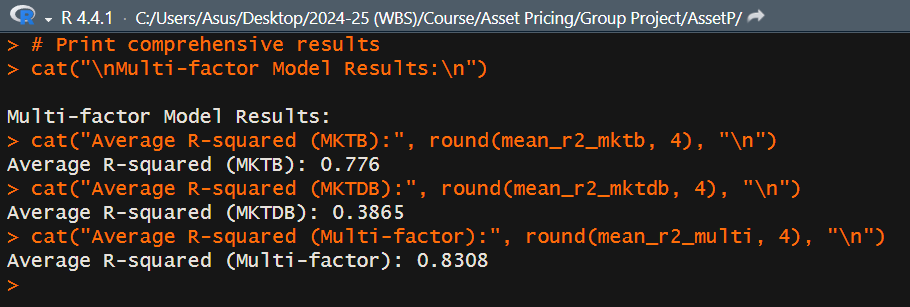 R 4.4.1 · C:/Users/Asus/Desktop/2024-25 (WBS)/Course/Asset Pricing/Group Project/AssetP/
> # Print comprehensive results
> cat("\nMulti-factor Model Results:\n")

Multi-factor Model Results:
> cat("Average R-squared (MKTB):", round(mean_r2_mktb, 4), "\n")
Average R-squared (MKTB): 0.776
> cat("Average R-squared (MKTDB):", round(mean_r2_mktdb, 4), "\n")
Average R-squared (MKTDB): 0.3865
> cat("Average R-squared (Multi-factor):", round(mean_r2_multi, 4), "\n")
Average R-squared (Multi-factor): 0.8308
>